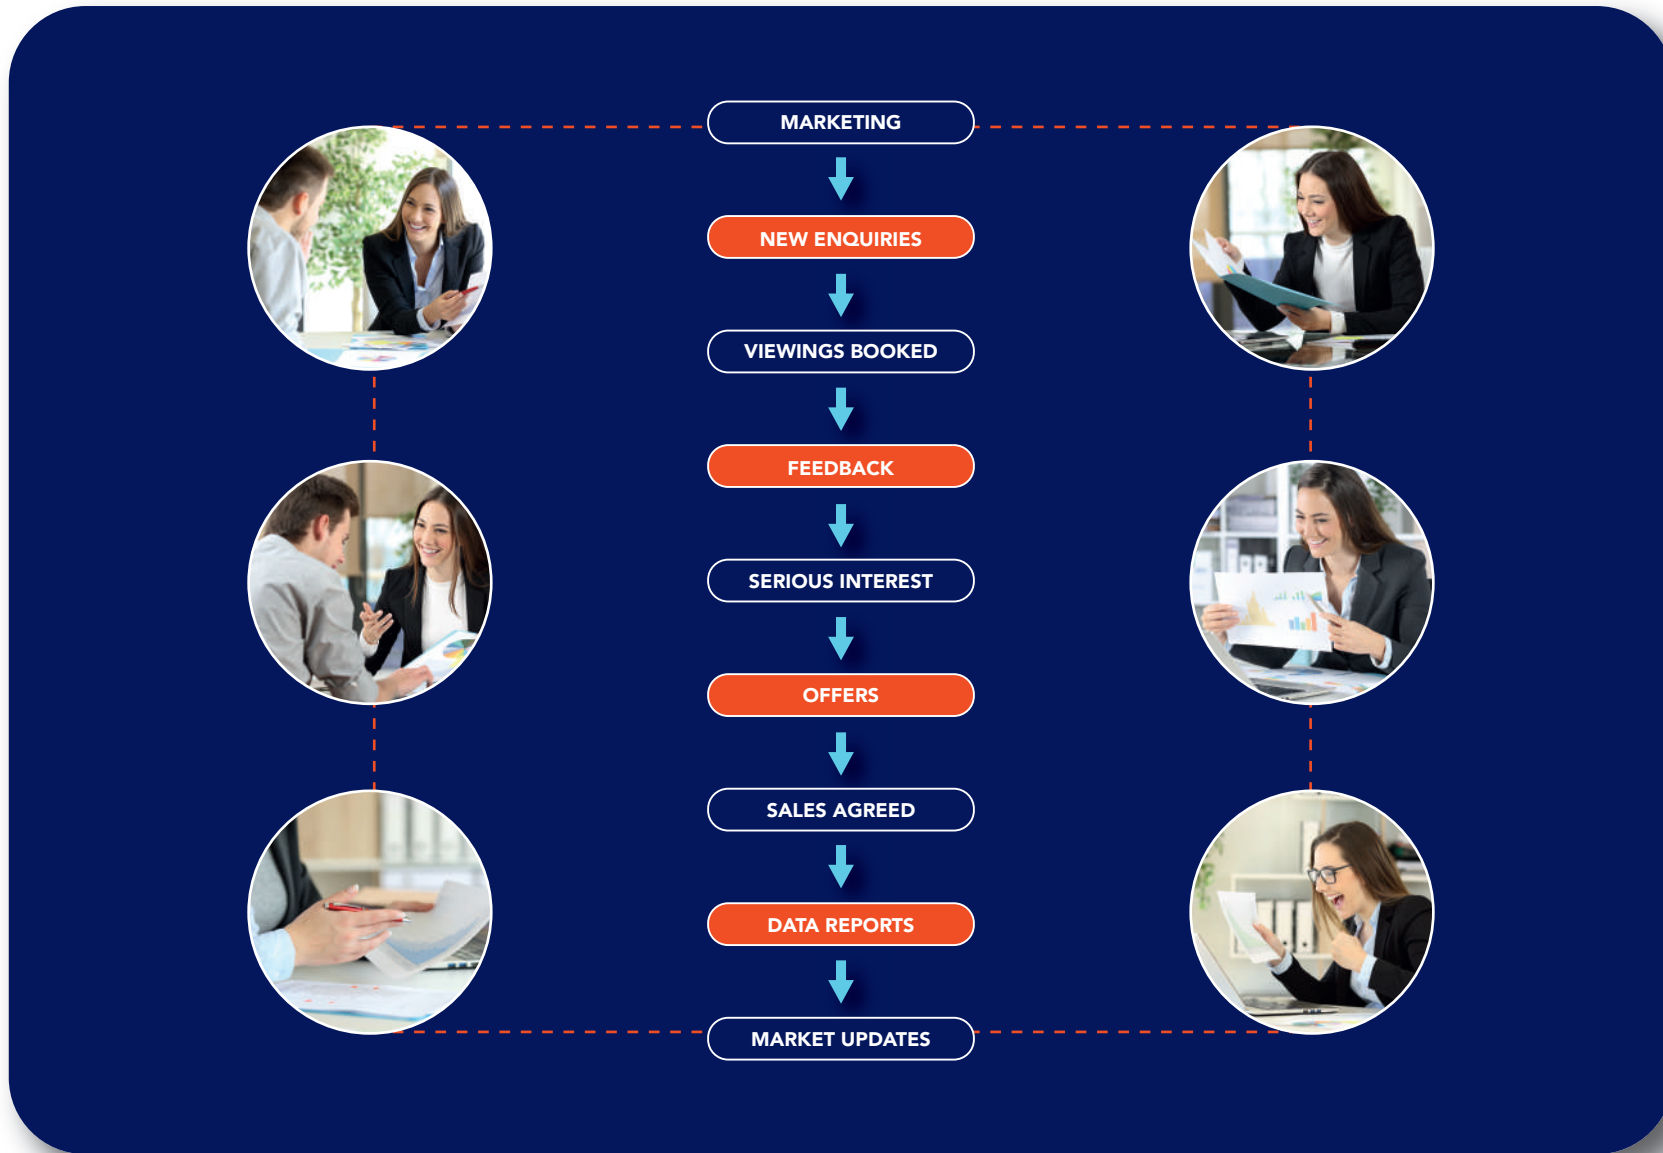 MARKETING
NEW ENQUIRIES
VIEWINGS BOOKED
FEEDBACK
SERIOUS INTEREST
OFFERS
SALES AGREED
DATA REPORTS
MARKET UPDATES